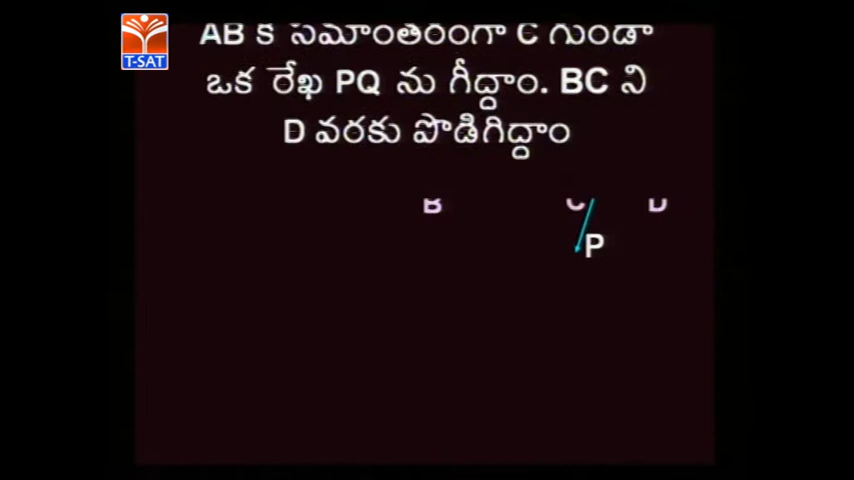 T-SAT
AB కి సమాంతరంగా C గుండా
ఒక రేఖ PQ ను గీద్దాం. BC ని
D వరకు పొడిగిద్దాం
B C D
P